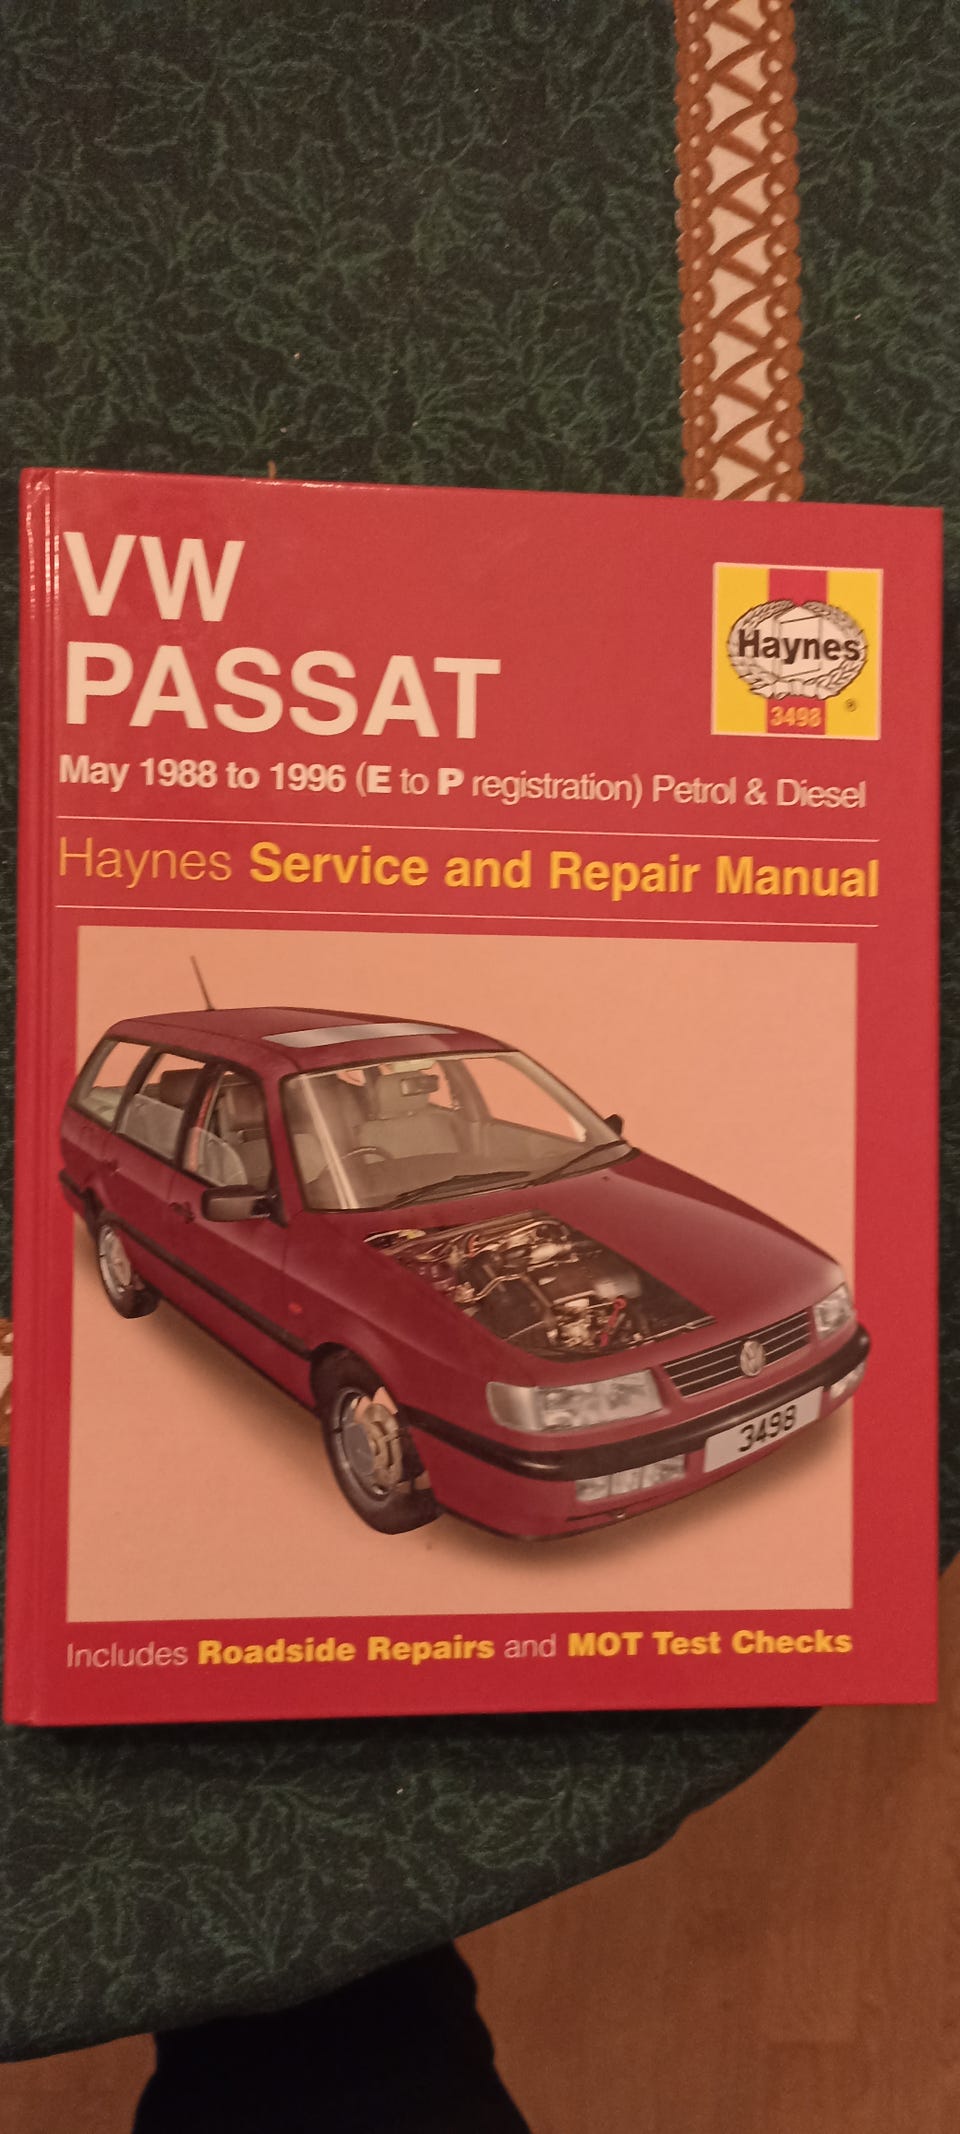 VW
PASSAT
Haynes
®
3498
May 1988 to 1996 (E to P registration) Petrol & Diesel
Haynes Service and Repair Manual
3498
Includes Roadside Repairs and MOT Test Checks